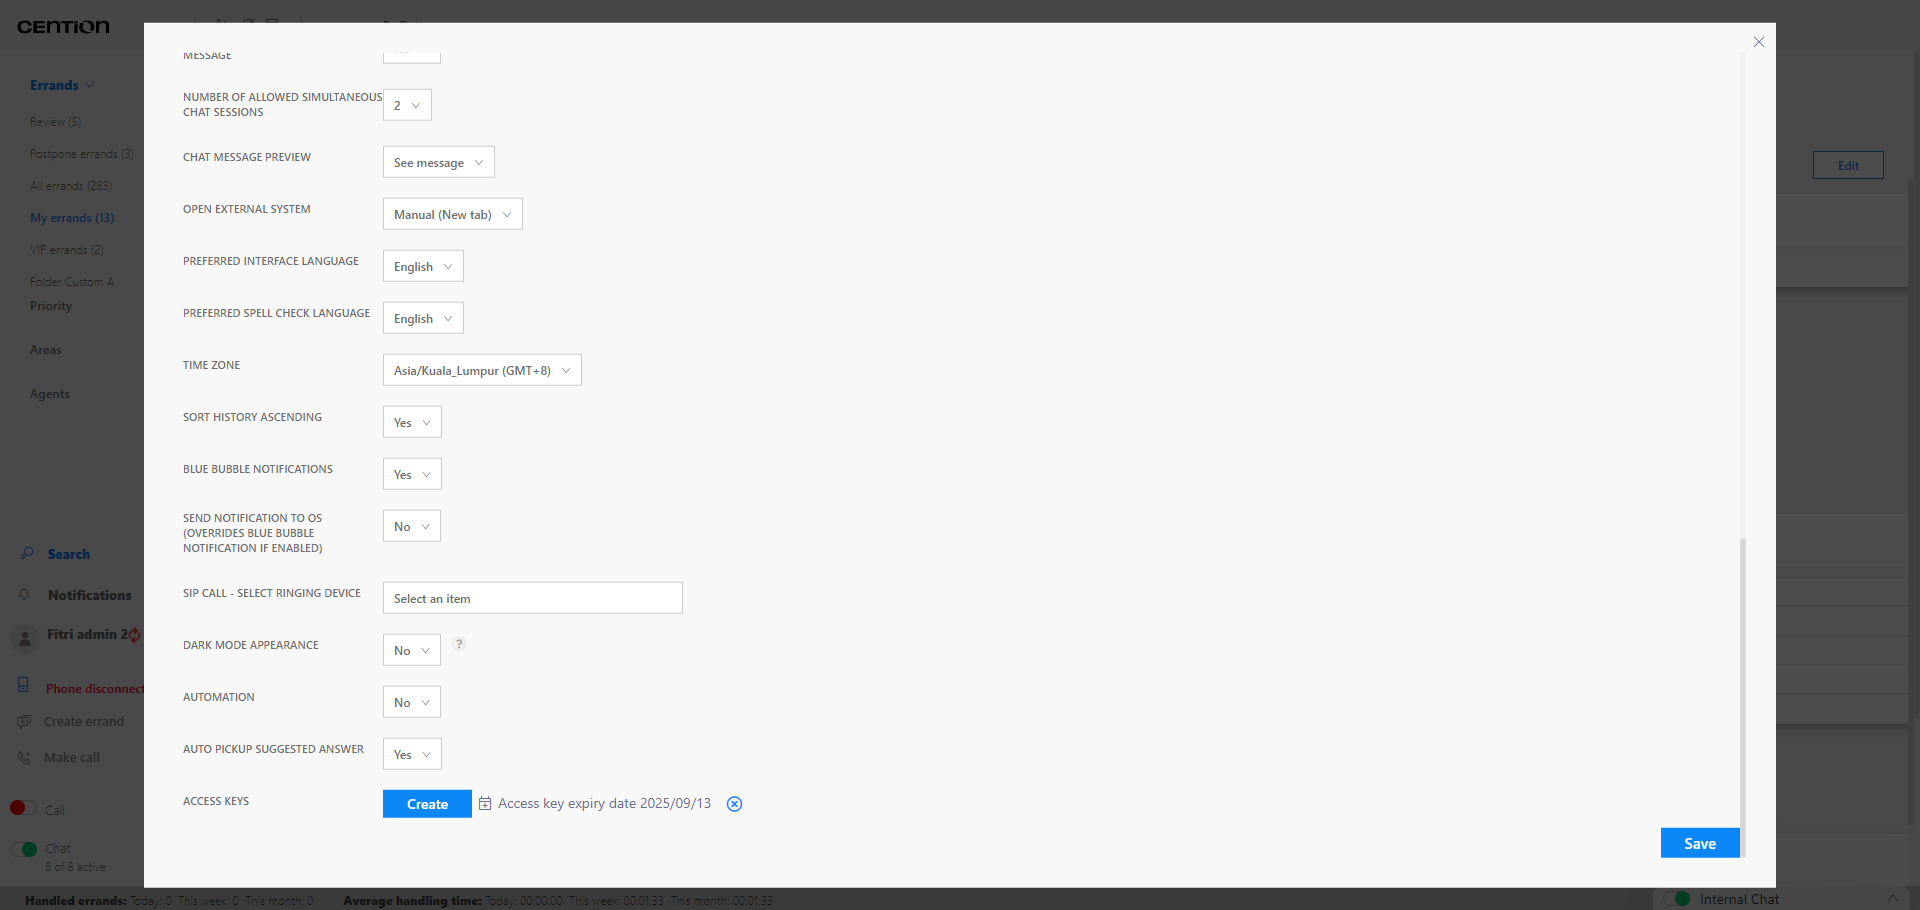 CENTION
Errands
Review (5)
Postpone errands (3)
All errands (283)
My errands (13)
VIP errands (2)
Folder Custom A
Priority
Areas
Agents
Search
Notifications
Fitri admin 2
Phone disconnect
Create errand
Make call
Call
Chat
8 of 8 active
MESSAGE
NUMBER OF ALLOWED SIMULTANEOUS
CHAT SESSIONS
2
CHAT MESSAGE PREVIEW
See message
OPEN EXTERNAL SYSTEM
Manual (New tab)
PREFERRED INTERFACE LANGUAGE
English
PREFERRED SPELL CHECK LANGUAGE
English
TIME ZONE
Asia/Kuala_Lumpur (GMT+8)
SORT HISTORY ASCENDING
Yes
BLUE BUBBLE NOTIFICATIONS
Yes
SEND NOTIFICATION TO OS
(OVERRIDES BLUE BUBBLE
NOTIFICATION IF ENABLED)
No
SIP CALL - SELECT RINGING DEVICE
Select an item
DARK MODE APPEARANCE
No
?
AUTOMATION
No
AUTO PICKUP SUGGESTED ANSWER
Yes
ACCESS KEYS
Create
Access key expiry date 2025/09/13
Save
Edit
Handled errands: Today: 0 This week: 0 This month: 0
Average handling time: Today: 00:00:00 This week: 00:01:33 This month: 00:01:33
Internal Chat